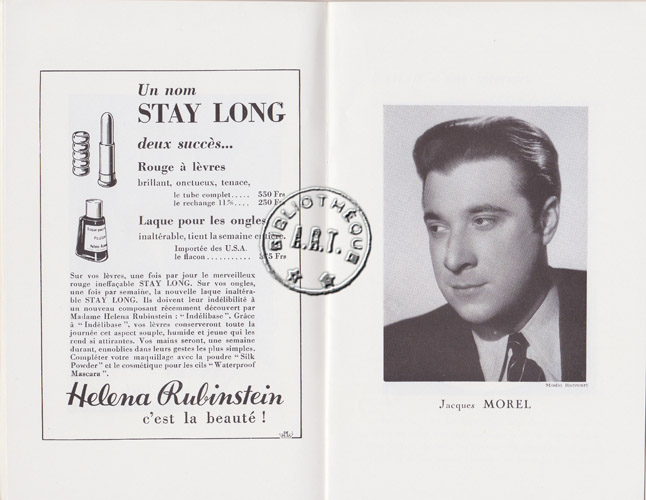 Un nom
STAY LONG
deux succès...
Rouge à lèvres
brillant, onctueux, tenace,
le tube complet..... 550 Frs
le rechange 11%... 250 Frs
Laque pour les ongles
inaltérable, tient la semaine entière.
Importée des U.S.A.
le flacon........... Frs
Sur vos lèvres, une fois par jour le merveilleux
rouge ineffaçable STAY LONG. Sur vos ongles,
une fois par semaine, la nouvelle laque inaltéra-
ble STAY LONG. Ils doivent leur indélibilité à
un nouveau composant récemment découvert par
Madame Helena Rubinstein : "Indélibase". Grâce
à "Indélibase", vos lèvres conserveront toute la
journée cet aspect souple, humide et jeune qui les
rend si attirantes. Vos mains seront, une semaine
durant, ennoblies dans leurs gestes les plus simples.
Compléter votre maquillage avec la poudre "Silk
Powder" et le cosmétique pour les cils "Waterproof
Mascara".
Helena Rubinstein
c'est la beauté !
BIBLIOTHÈQUE
A.R.T.
Studio Harcourt
Jacques MOREL